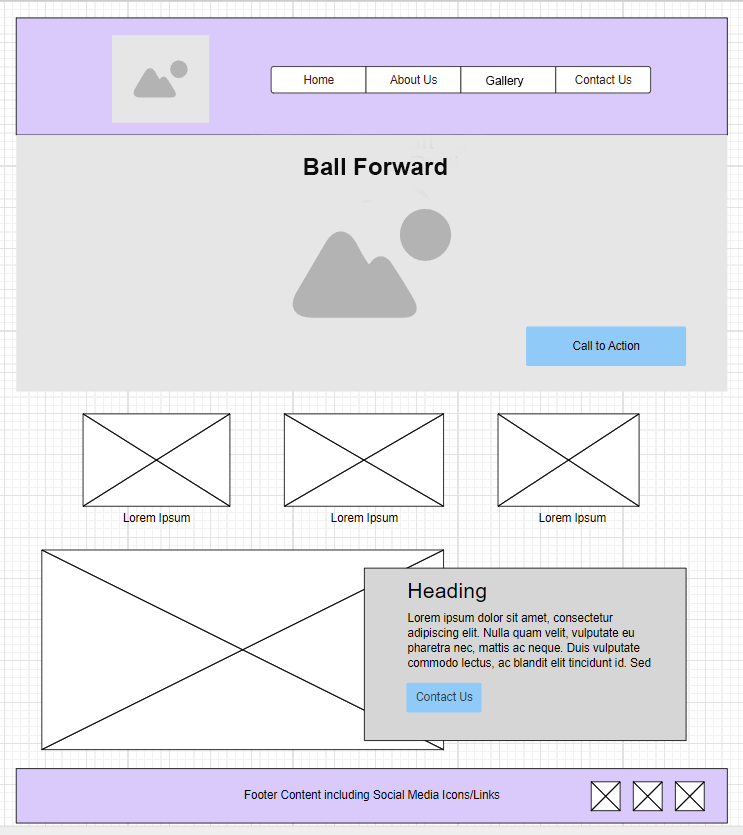 Home About Us Gallery Contact Us
Ball Forward
Call to Action
Lorem Ipsum Lorem Ipsum Lorem Ipsum
Heading
Lorem ipsum dolor sit amet, consectetur
adipiscing elit. Nulla quam velit, vulputate eu
pharetra nec, mattis ac neque. Duis vulputate
commodo lectus, ac blandit elit tincidunt id. Sed
Contact Us
Footer Content including Social Media Icons/Links